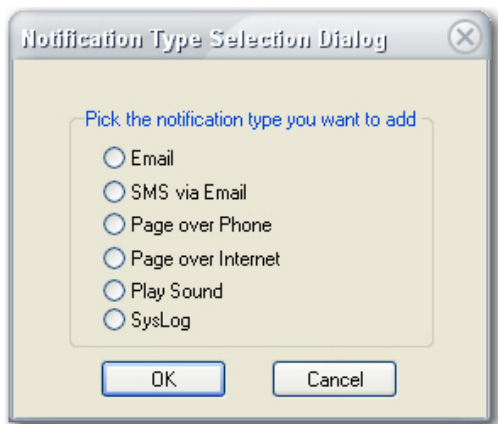 Notification Type Selection Dialog
Pick the notification type you want to add
Email
SMS via Email
Page over Phone
Page over Internet
Play Sound
SysLog
OK
Cancel